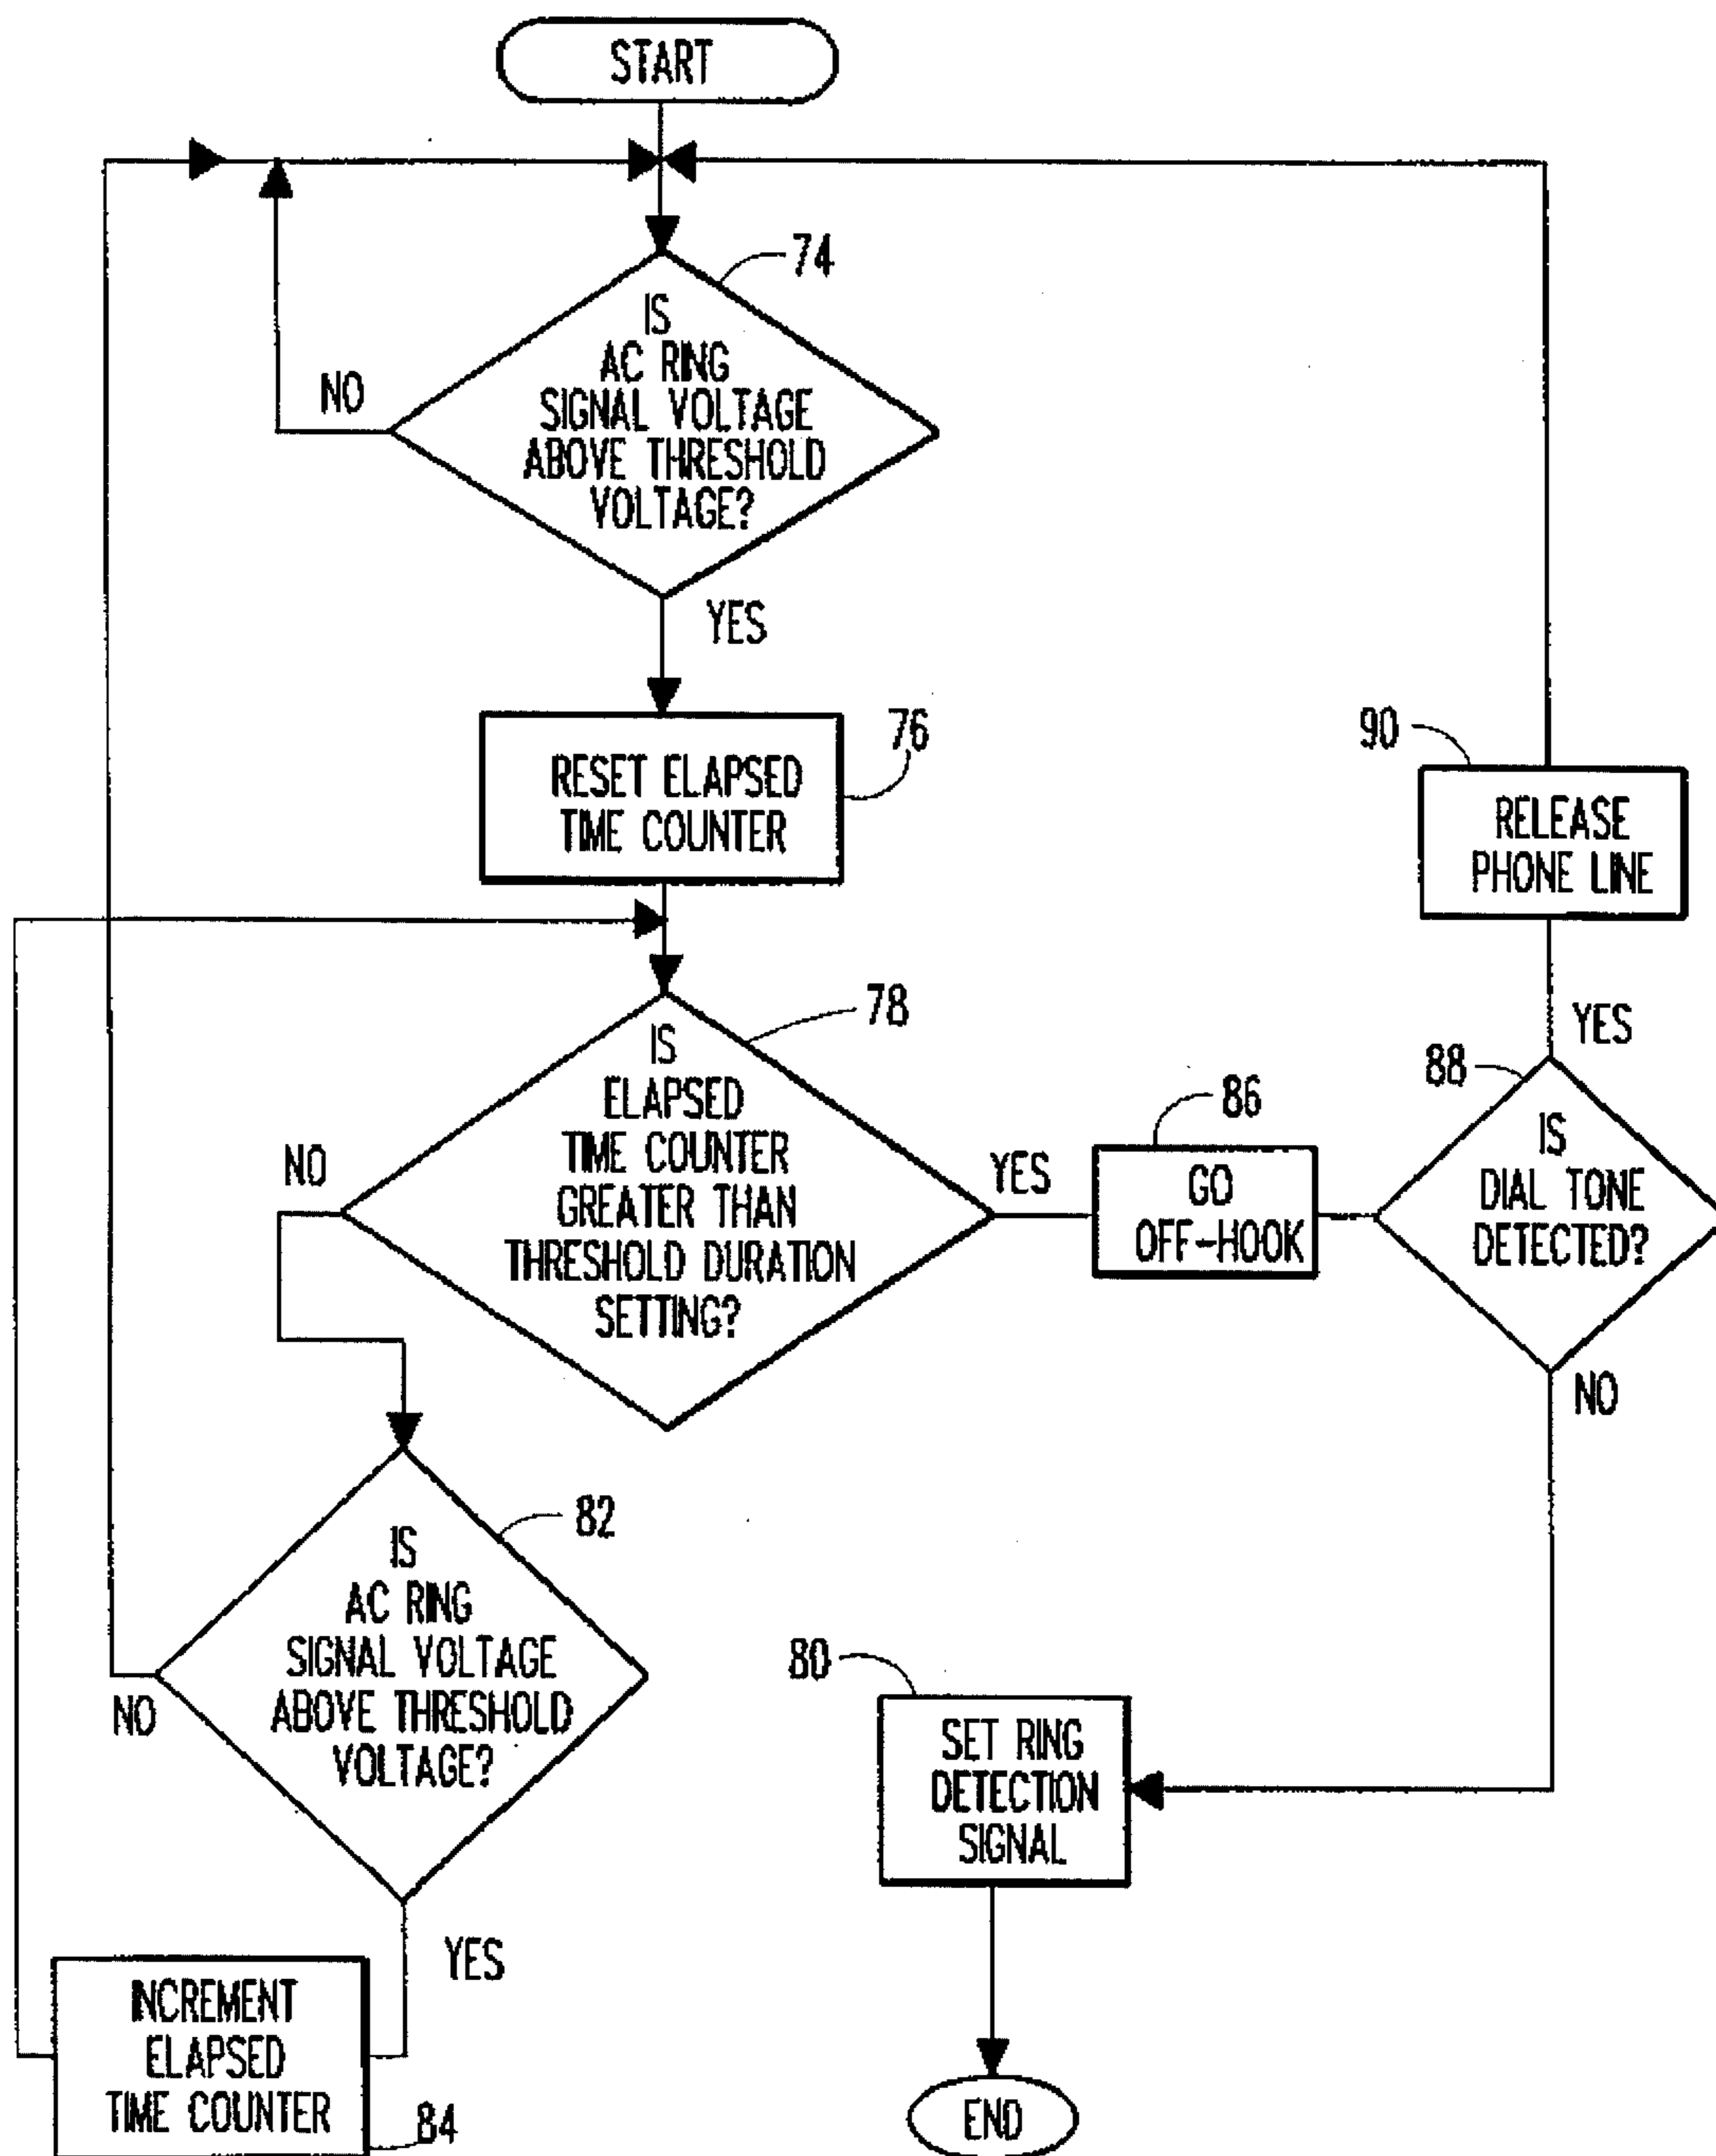 START
74
IS
AC RING
SIGNAL VOLTAGE
ABOVE THRESHOLD
VOLTAGE?
NO
YES
76
RESET ELAPSED
TIME COUNTER
90
RELEASE
PHONE LINE
YES
78
IS
ELAPSED
TIME COUNTER
GREATER THAN
THRESHOLD DURATION
SETTING?
NO
YES
86
GO
OFF-HOOK
88
IS
DIAL TONE
DETECTED?
NO
82
IS
AC RING
SIGNAL VOLTAGE
ABOVE THRESHOLD
VOLTAGE?
NO
YES
80
SET RING
DETECTION
SIGNAL
INCREMENT
ELAPSED
TIME COUNTER
84
END